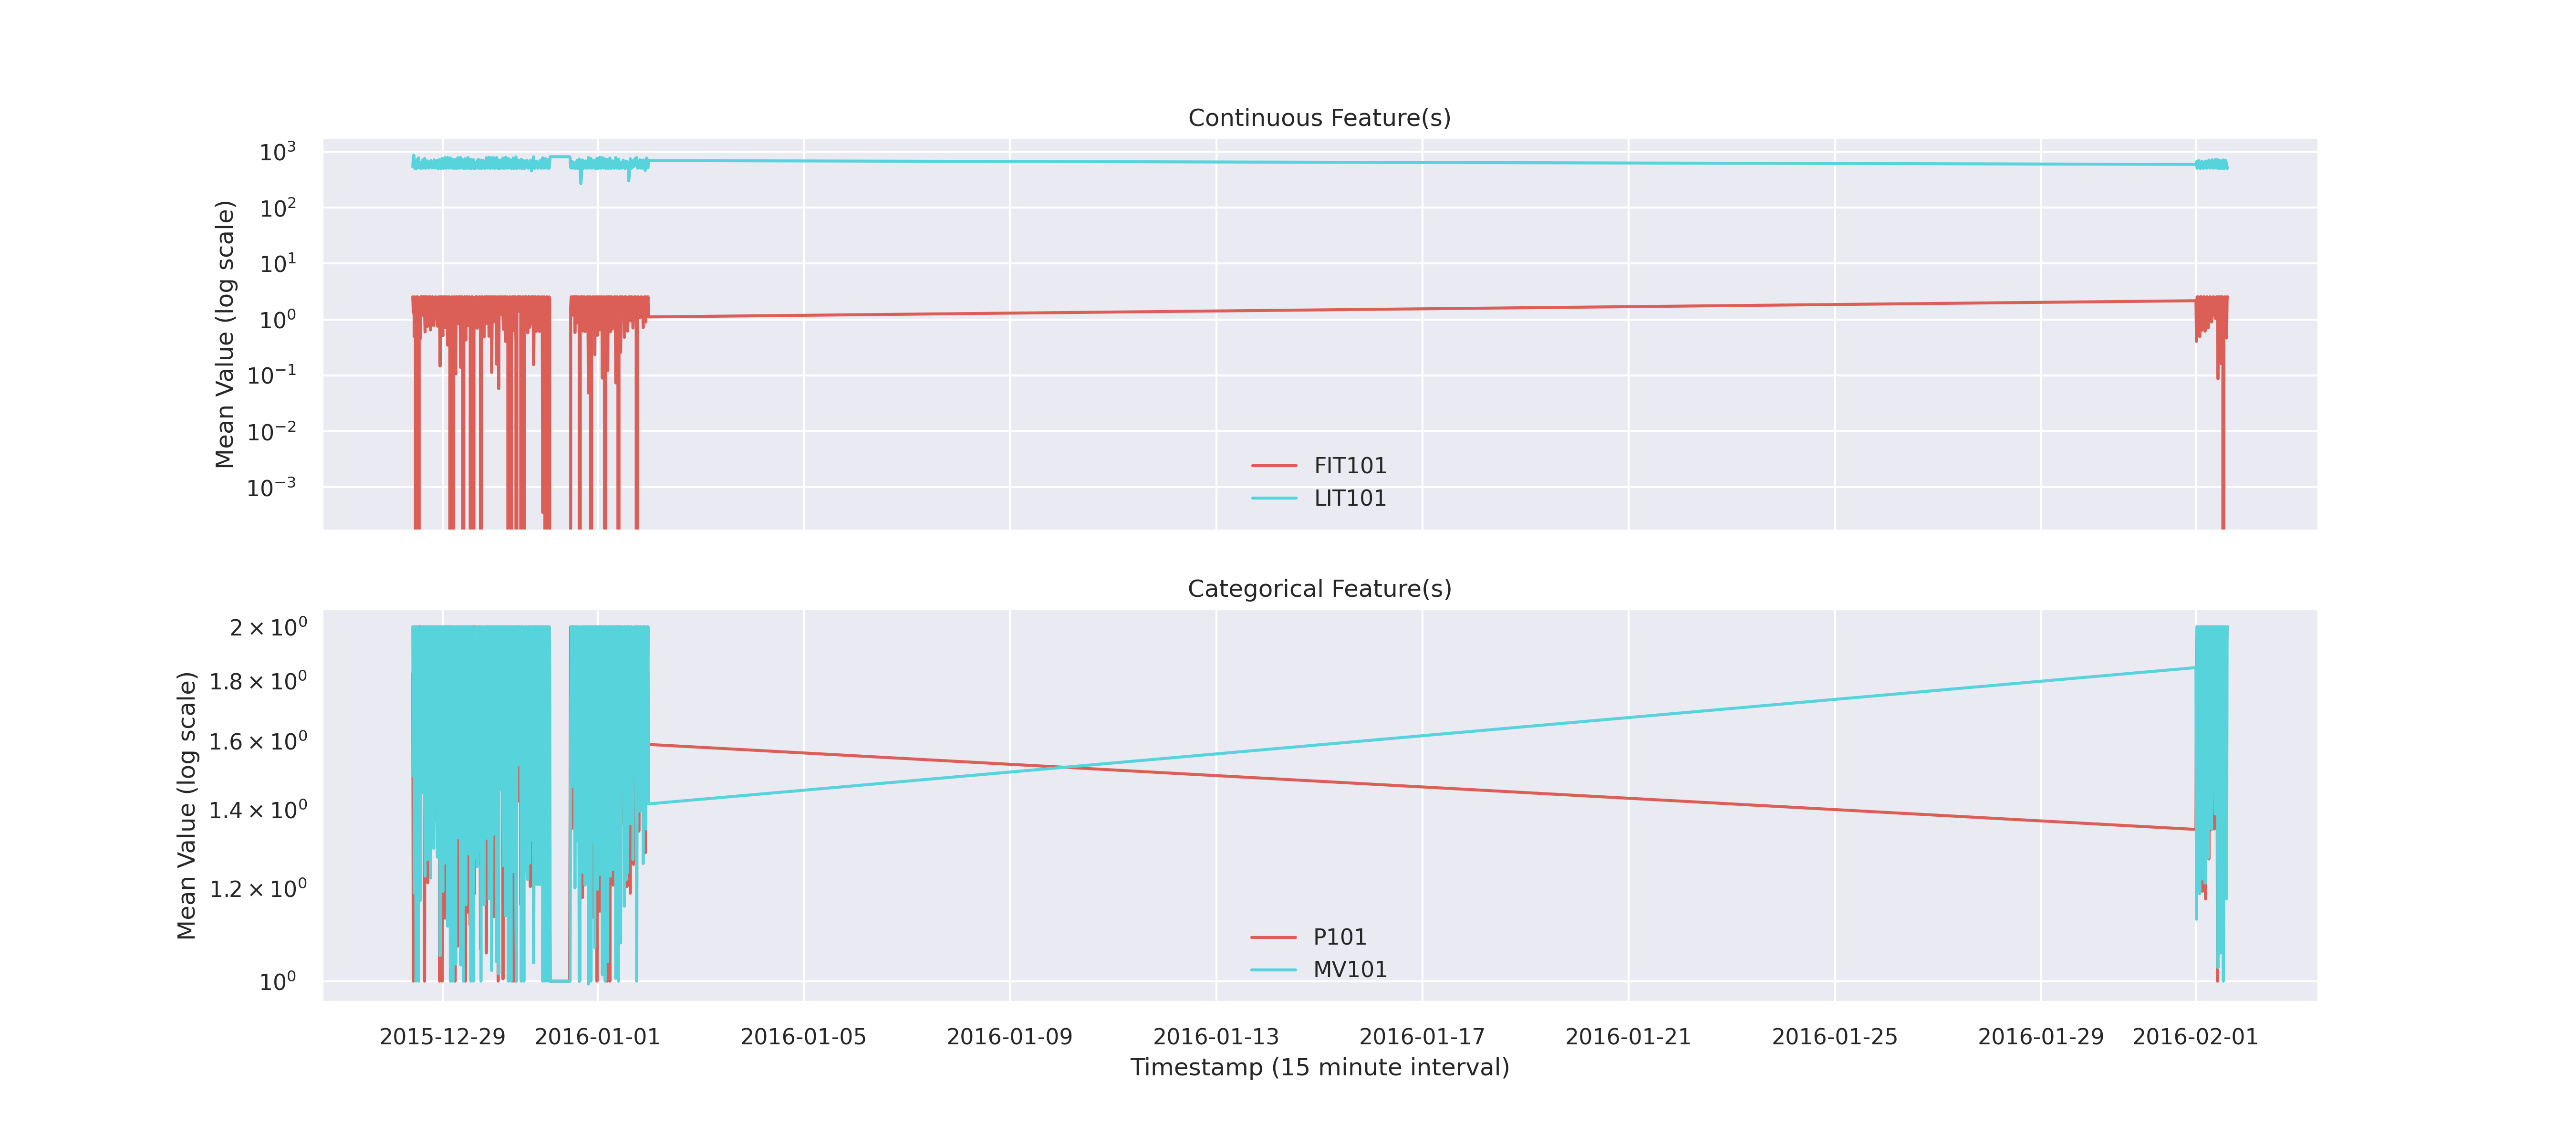 Continuous Feature(s)
Mean Value (log scale)
10³
10²
10¹
10⁰
10⁻¹
10⁻²
10⁻³
FIT101
LIT101
Categorical Feature(s)
Mean Value (log scale)
2 × 10⁰
1.8 × 10⁰
1.6 × 10⁰
1.4 × 10⁰
1.2 × 10⁰
10⁰
P101
MV101
2015-12-29 2016-01-01 2016-01-05 2016-01-09 2016-01-13 2016-01-17 2016-01-21 2016-01-25 2016-01-29 2016-02-01
Timestamp (15 minute interval)